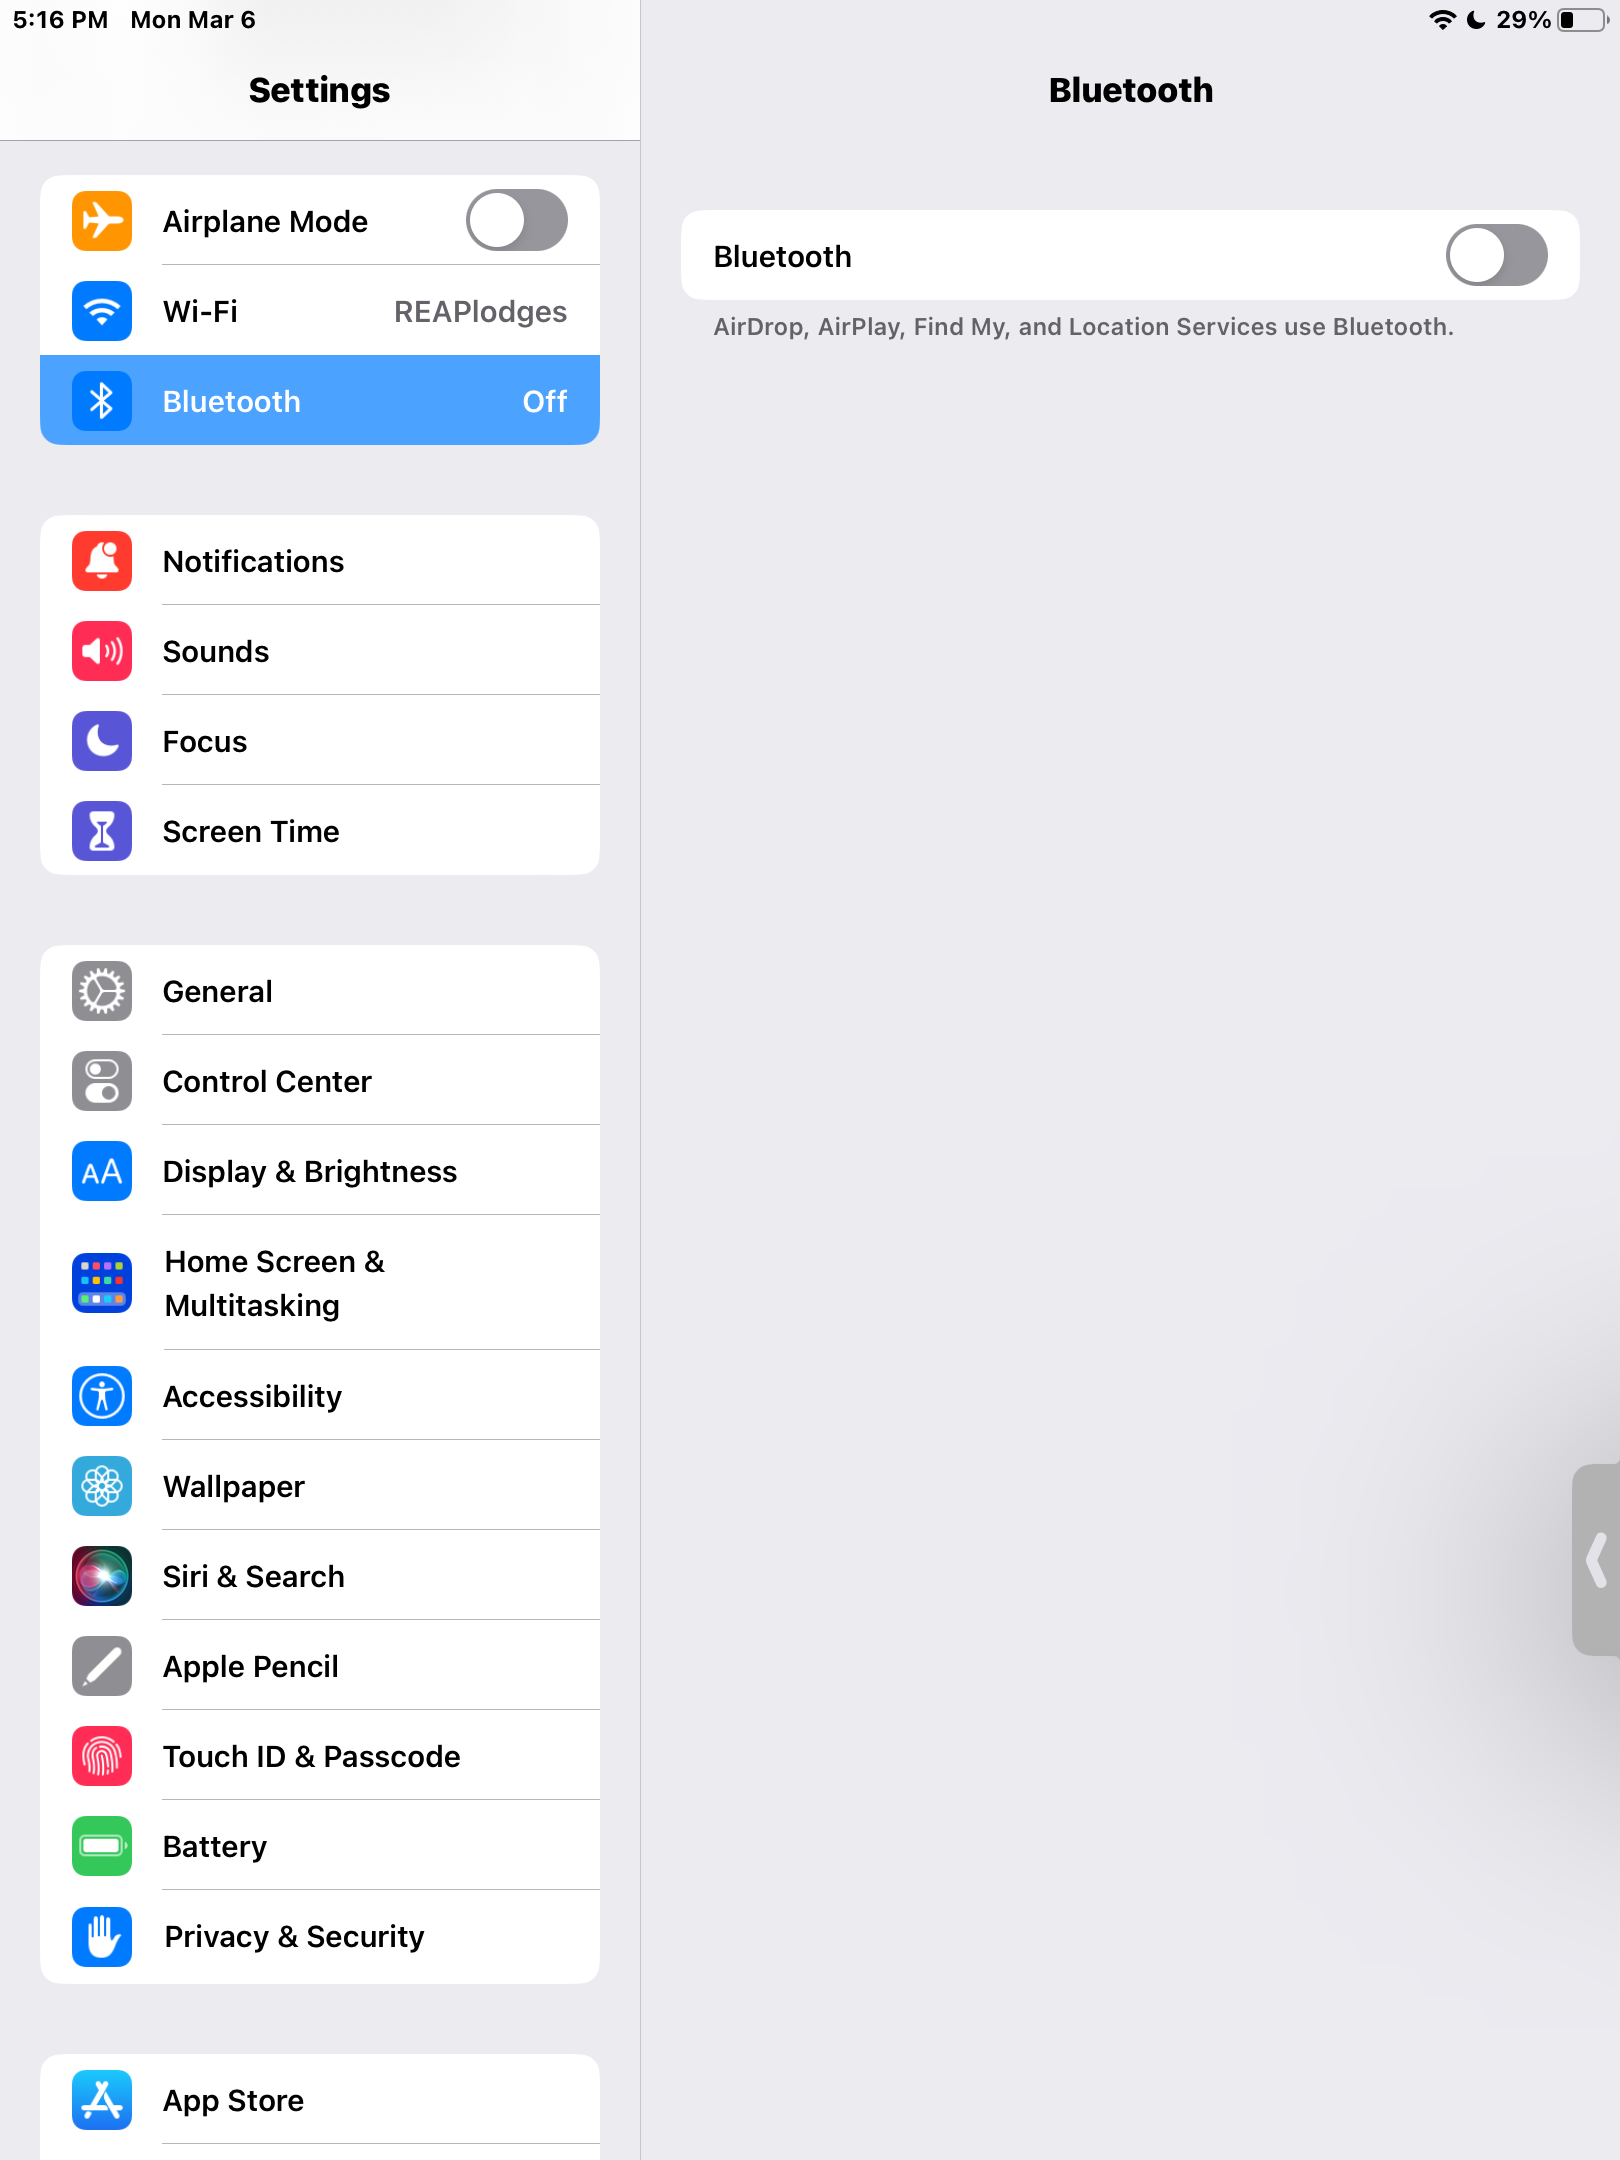 5:16 PM Mon Mar 6
29%
Settings
Airplane Mode
Wi-Fi REAPlodges
Bluetooth Off
Notifications
Sounds
Focus
Screen Time
General
Control Center
AA Display & Brightness
Home Screen &
Multitasking
Accessibility
Wallpaper
Siri & Search
Apple Pencil
Touch ID & Passcode
Battery
Privacy & Security
App Store
Bluetooth
Bluetooth
AirDrop, AirPlay, Find My, and Location Services use Bluetooth.